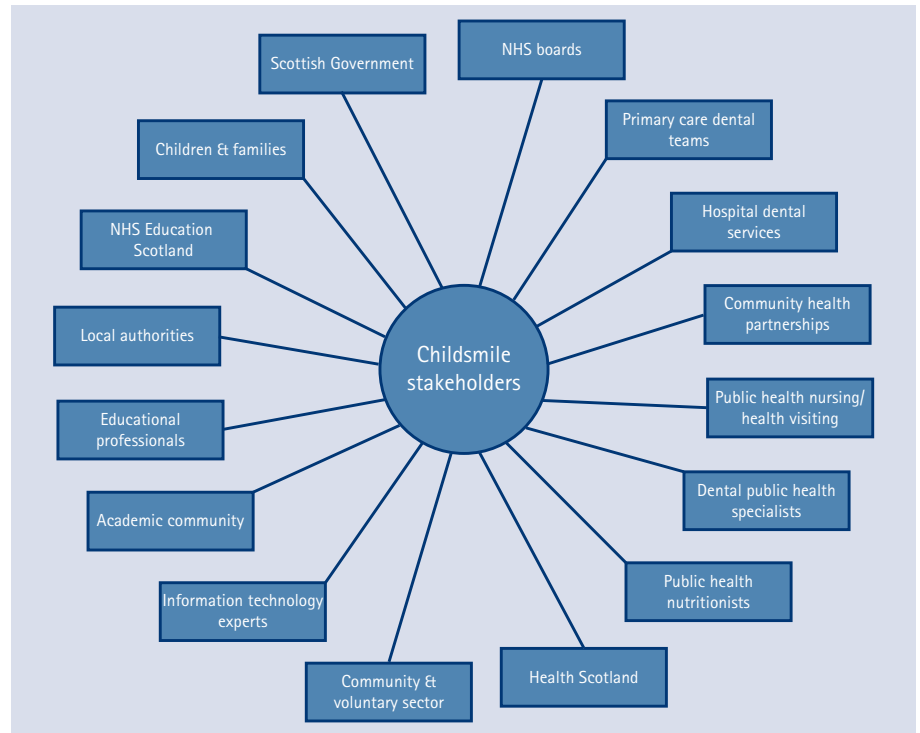 NHS boards
Scottish Government
Primary care dental
teams
Children & families
Hospital dental
services
NHS Education
Scotland
Community health
partnerships
Local authorities
Childsmile
stakeholders
Public health nursing/
health visiting
Educational
professionals
Dental public health
specialists
Academic community
Public health
nutritionists
Information technology
experts
Health Scotland
Community &
voluntary sector